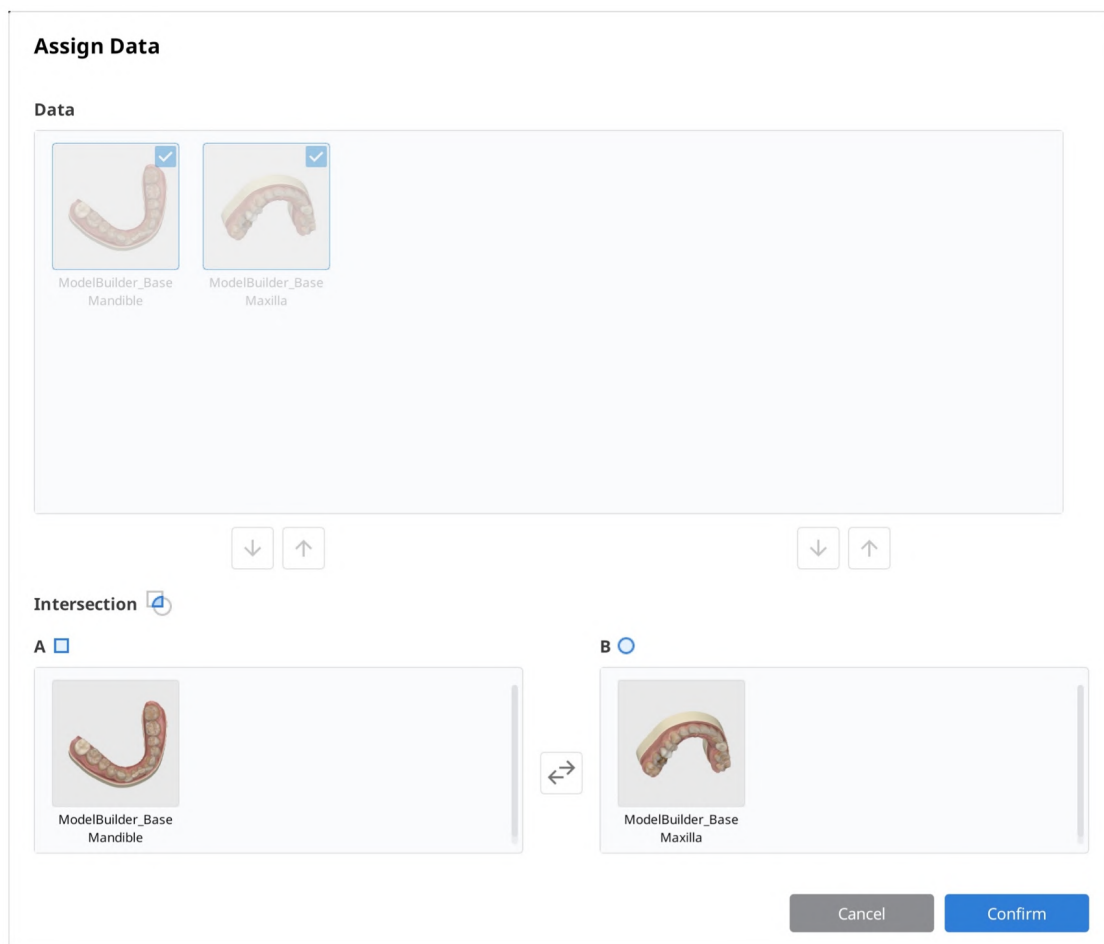 Assign Data
Data
ModelBuilder_Base
Mandible
ModelBuilder_Base
Maxilla
Intersection
A
B
ModelBuilder_Base
Mandible
ModelBuilder_Base
Maxilla
Cancel
Confirm